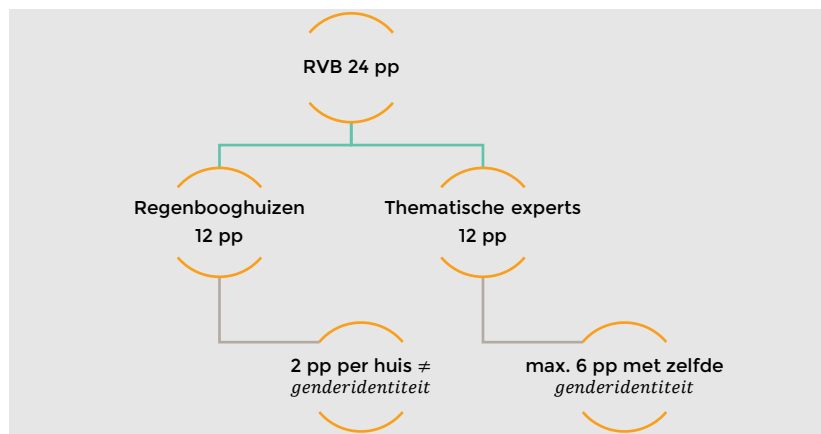 RVB 24 pp
Regenbooghuizen
12 pp
Thematische experts
12 pp
2 pp per huis ≠
genderidentiteit
max. 6 pp met zelfde
genderidentiteit